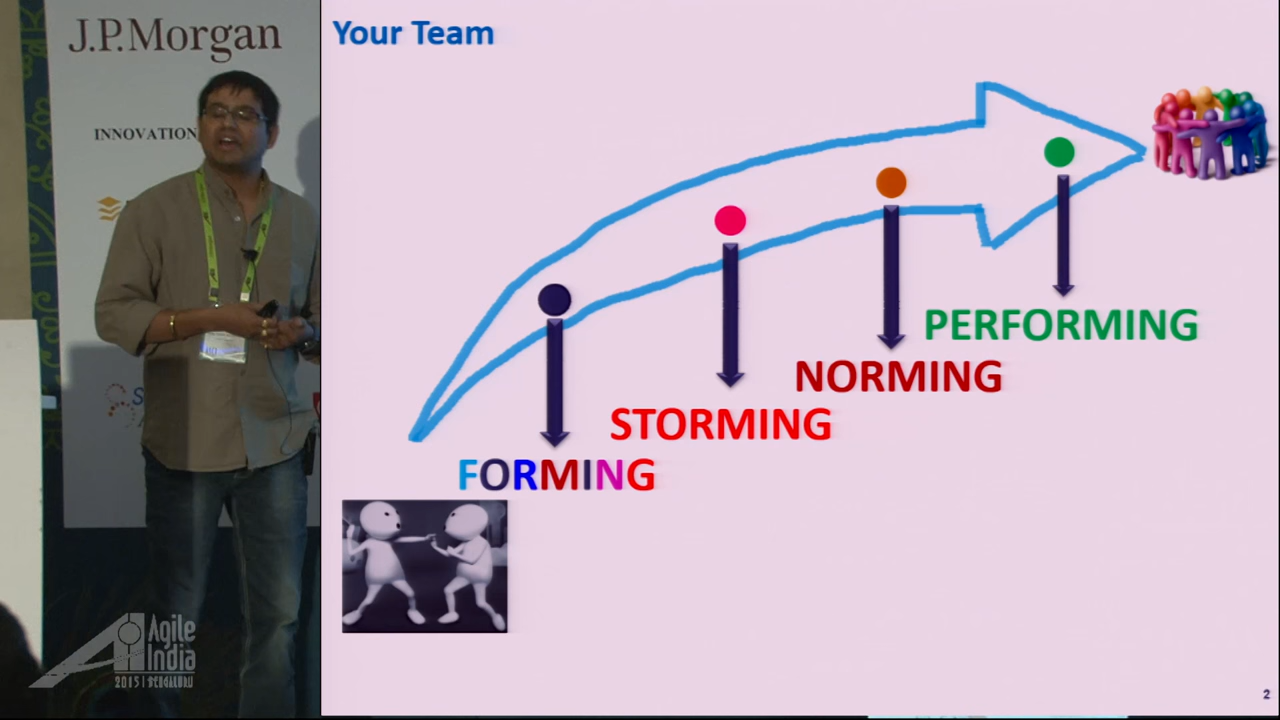 J.P.Morgan
INNOVATION
Your Team
PERFORMING
NORMING
STORMING
FORMING
Agile
India
2015 | BENGALURU
2